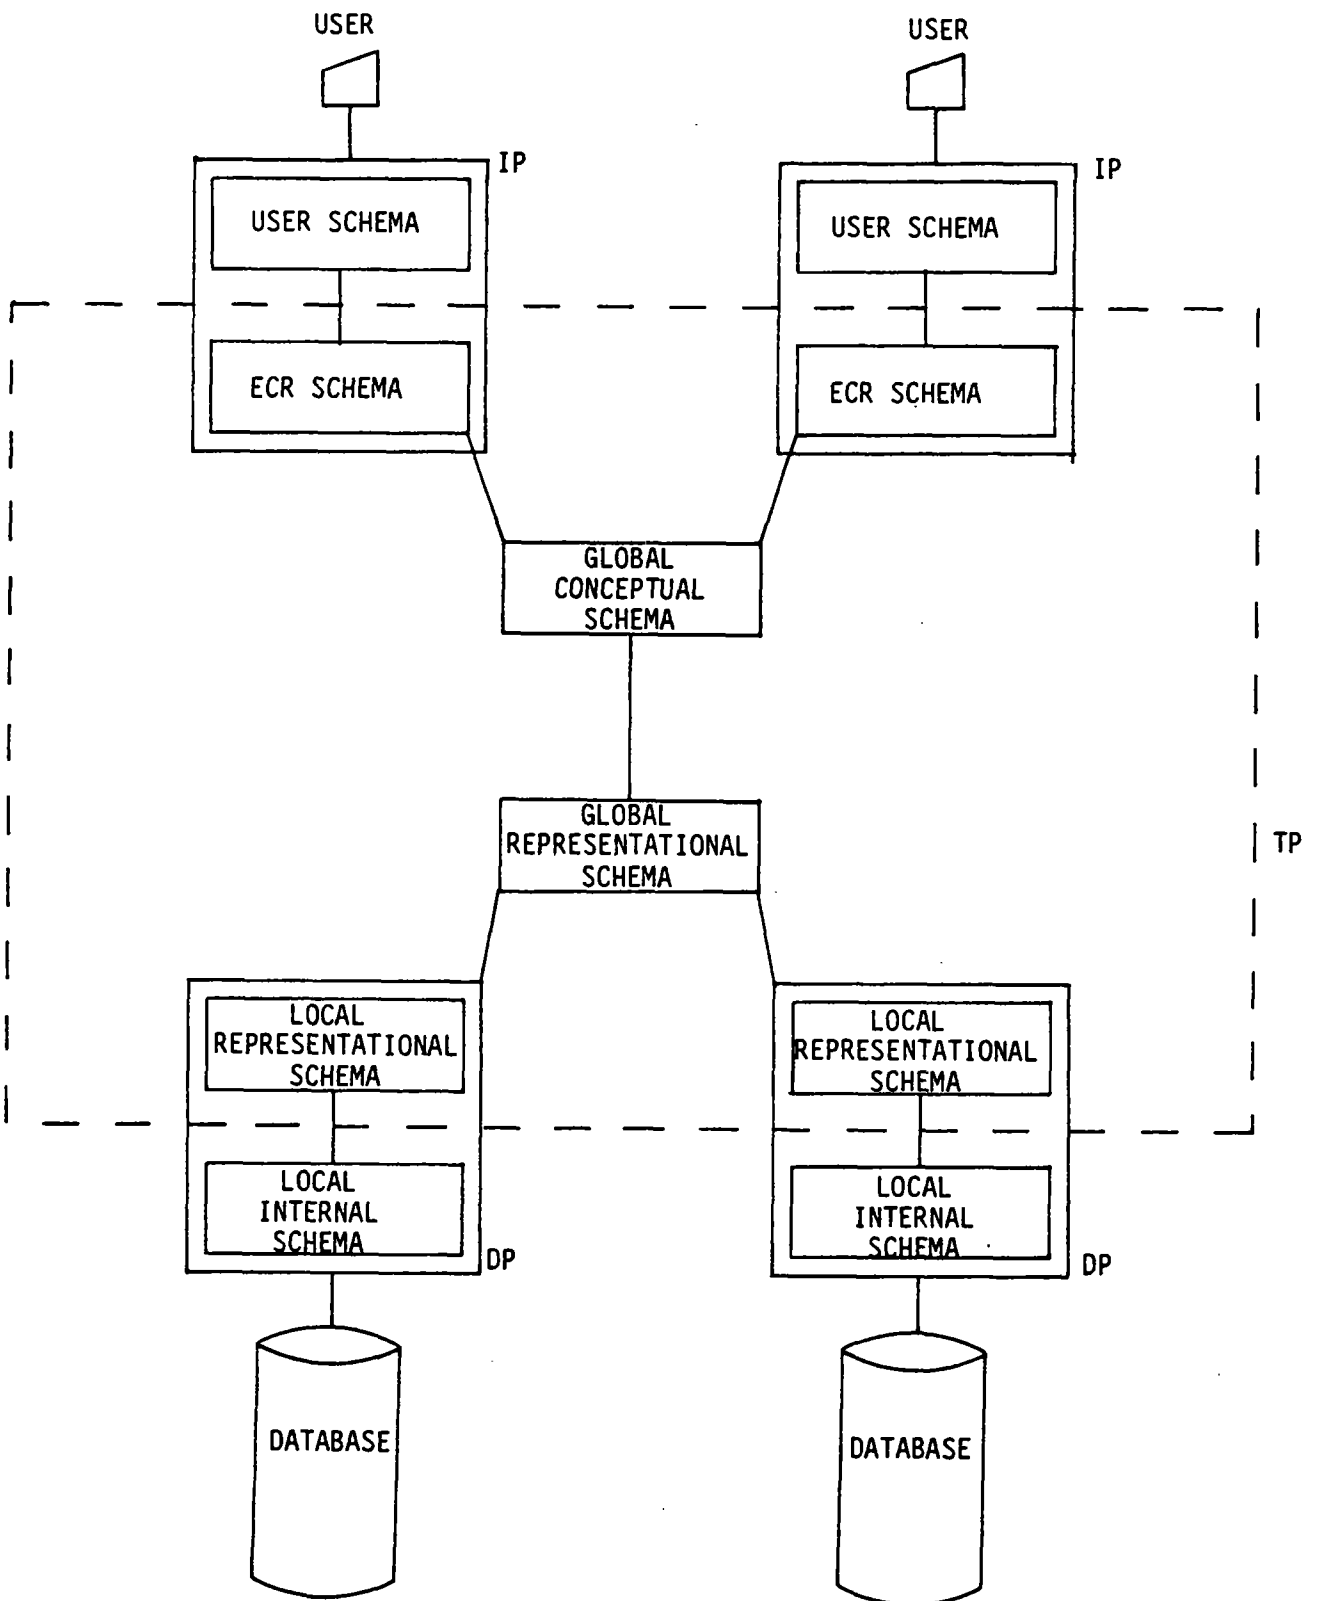 USER
USER
IP
IP
USER SCHEMA
USER SCHEMA
ECR SCHEMA
ECR SCHEMA
GLOBAL
CONCEPTUAL
SCHEMA
GLOBAL
REPRESENTATIONAL
SCHEMA
TP
LOCAL
REPRESENTATIONAL
SCHEMA
LOCAL
REPRESENTATIONAL
SCHEMA
LOCAL
INTERNAL
SCHEMA
DP
LOCAL
INTERNAL
SCHEMA
DP
DATABASE
DATABASE